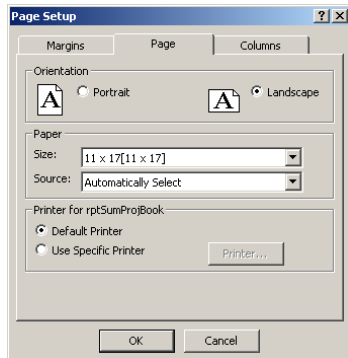 Page Setup
Margins
Page
Columns
Orientation
A
Portrait
A
Landscape
Paper
Size:
11 x 17[11 x 17]
Source:
Automatically Select
Printer for rptSumProjBook
Default Printer
Use Specific Printer
Printer...
OK
Cancel